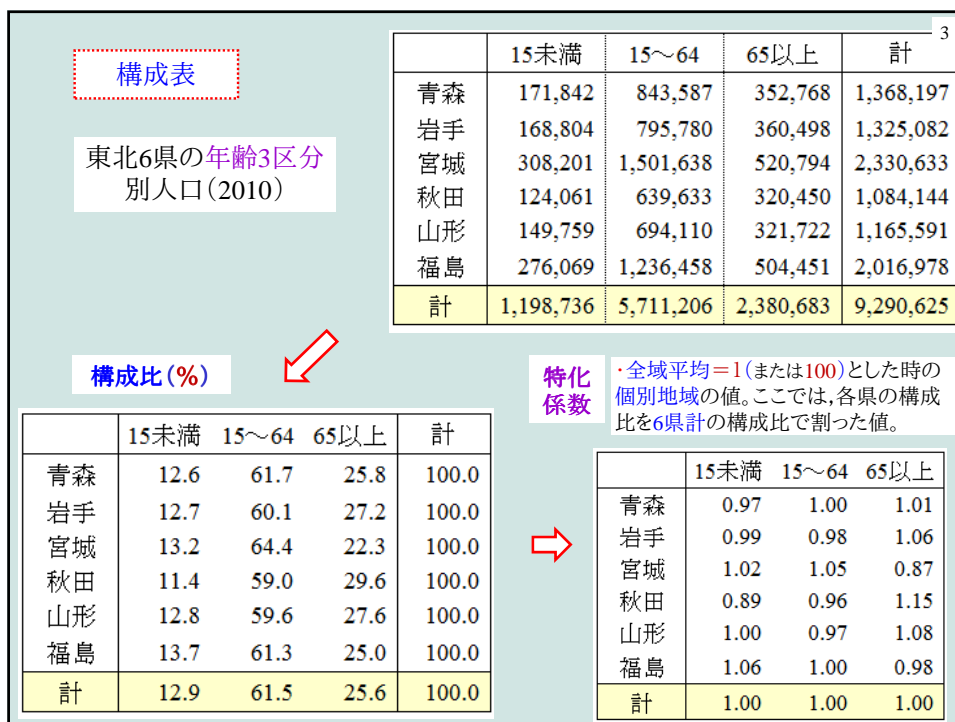 3
構成表
東北6県の年齢3区分
別人口(2010)
15未満 15～64 65以上 計
青森 171,842 843,587 352,768 1,368,197
岩手 168,804 795,780 360,498 1,325,082
宮城 308,201 1,501,638 520,794 2,330,633
秋田 124,061 639,633 320,450 1,084,144
山形 149,759 694,110 321,722 1,165,591
福島 276,069 1,236,458 504,451 2,016,978
計 1,198,736 5,711,206 2,380,683 9,290,625
構成比(%)
15未満 15～64 65以上 計
青森 12.6 61.7 25.8 100.0
岩手 12.7 60.1 27.2 100.0
宮城 13.2 64.4 22.3 100.0
秋田 11.4 59.0 29.6 100.0
山形 12.8 59.6 27.6 100.0
福島 13.7 61.3 25.0 100.0
計 12.9 61.5 25.6 100.0
特化
係数
・全域平均＝1(または100)とした時の
個別地域の値。ここでは,各県の構成
比を6県計の構成比で割った値。
15未満 15～64 65以上
青森 0.97 1.00 1.01
岩手 0.99 0.98 1.06
宮城 1.02 1.05 0.87
秋田 0.89 0.96 1.15
山形 1.00 0.97 1.08
福島 1.06 1.00 0.98
計 1.00 1.00 1.00